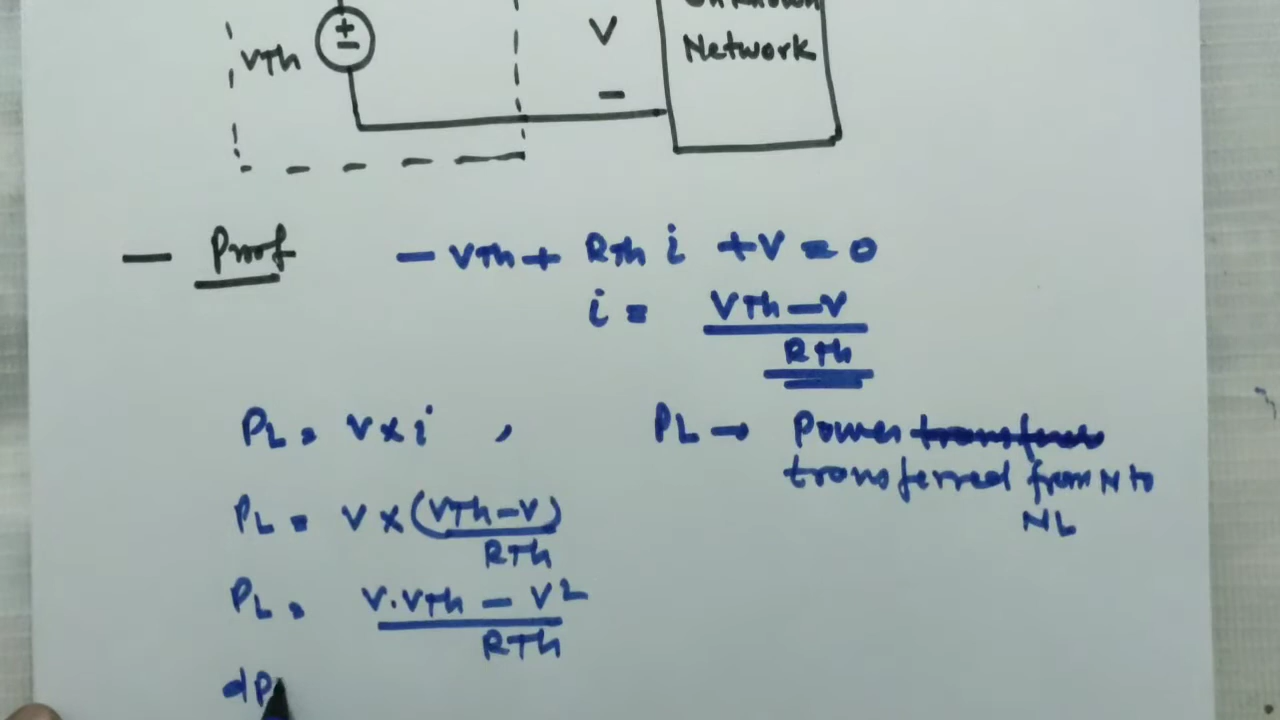 VTh
V
Network
−
− Proof − VTh + RTh i + V = 0
i = VTh − V
RTh
PL = V × i , PL → Power
transferred from N to
NL
PL = V × (VTh − V)
RTh
PL = V.VTh − V²
RTh
dP